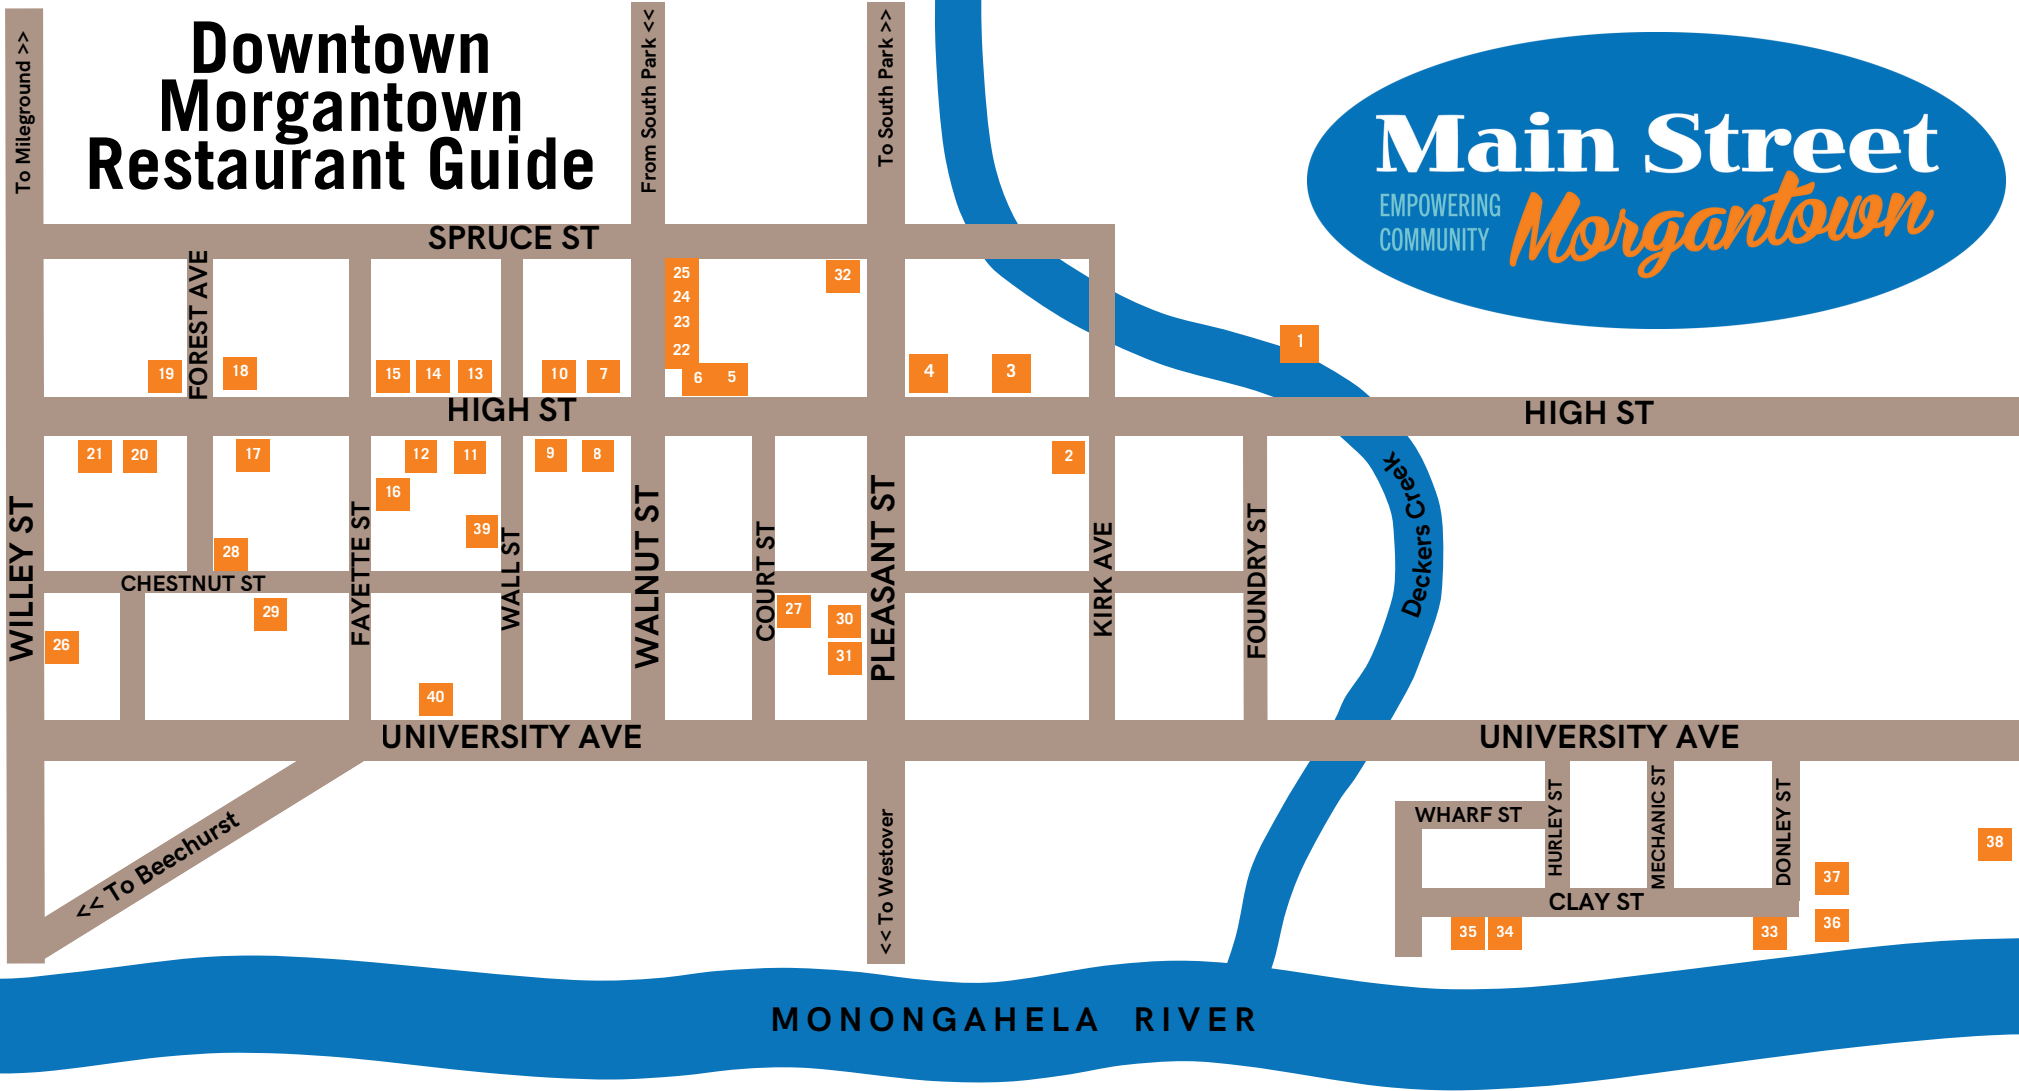 Downtown
Morgantown
Restaurant Guide
To Mileground >>
From South Park <<
To South Park >>
Main Street
EMPOWERING
COMMUNITY
Morgantown
SPRUCE ST
FOREST AVE
25
24
23
22
32
1
19
18
15
14
13
10
7
6
5
4
3
HIGH ST
HIGH ST
21
20
17
12
11
9
8
2
16
39
28
Deckers Creek
WILLEY ST
CHESTNUT ST
FAYETTE ST
WALL ST
WALNUT ST
COURT ST
PLEASANT ST
KIRK AVE
FOUNDRY ST
29
27
30
26
31
40
UNIVERSITY AVE
UNIVERSITY AVE
<< To Beechurst
<< To Westover
WHARF ST
HURLEY ST
MECHANIC ST
DONLEY ST
38
37
CLAY ST
35
34
33
36
MONONGAHELA RIVER